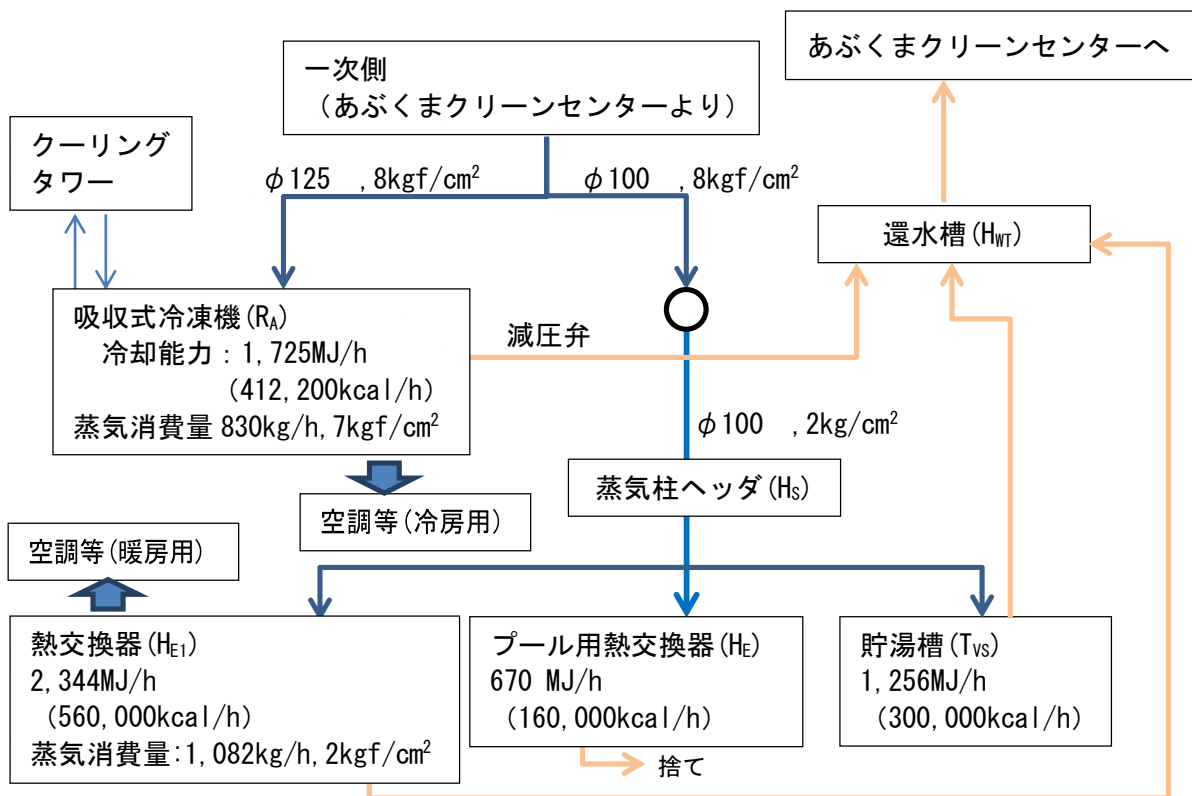 一次側
（あぶくまクリーンセンターより）
あぶくまクリーンセンターへ
クーリング
タワー
φ125 ,8kgf/cm²
φ100 ,8kgf/cm²
還水槽(H_WT)
吸収式冷凍機(R_A)
冷却能力：1,725MJ/h
（412,200kcal/h）
蒸気消費量 830kg/h,7kgf/cm²
減圧弁
φ100 ,2kg/cm²
蒸気柱ヘッダ(H_S)
空調等(冷房用)
空調等(暖房用)
熱交換器(H_E1)
2,344MJ/h
（560,000kcal/h）
蒸気消費量:1,082kg/h,2kgf/cm²
プール用熱交換器(H_E)
670 MJ/h
（160,000kcal/h）
捨て
貯湯槽(T_VS)
1,256MJ/h
（300,000kcal/h）